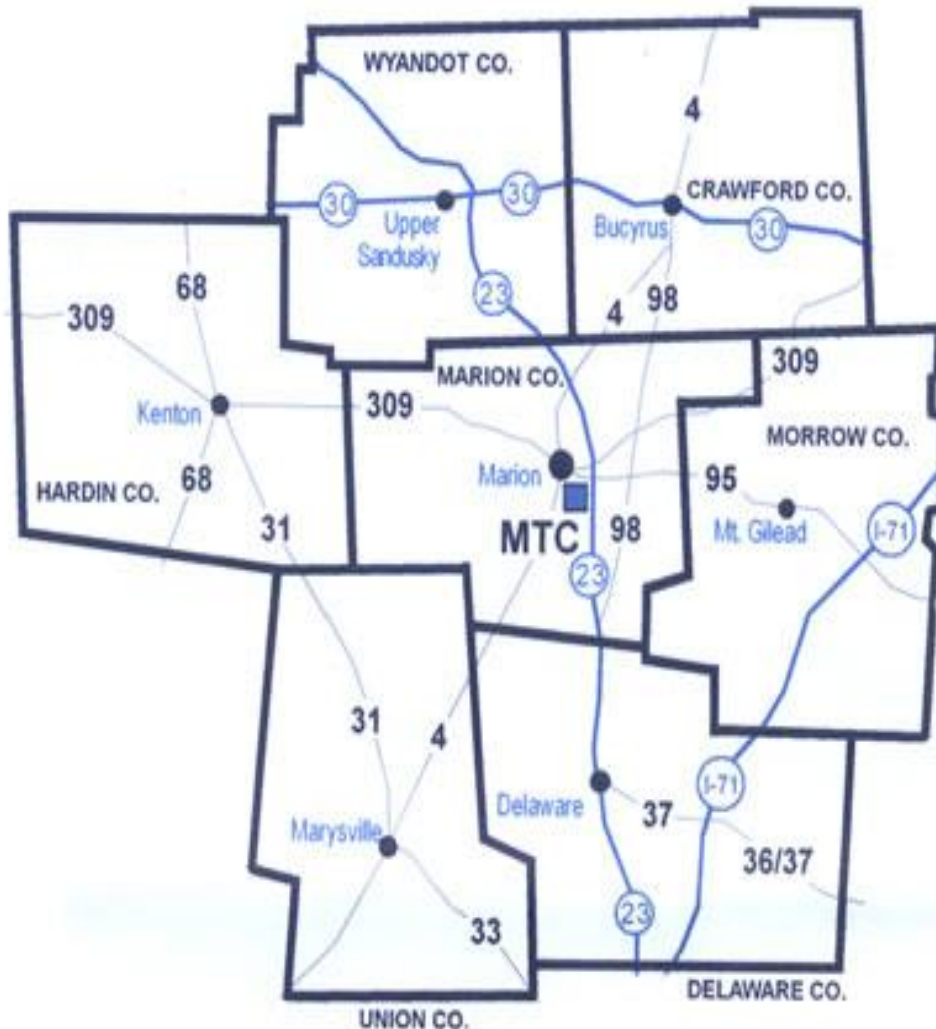 WYANDOT CO.
4
CRAWFORD CO.
30
30
Upper
Sandusky
Bucyrus
30
68
23
98
309
4
MARION CO.
309
Kenton
309
MORROW CO.
Marion
95
68
HARDIN CO.
Mt. Gilead
31
MTC
98
I-71
23
31
4
I-71
Delaware
37
Marysville
36/37
23
33
DELAWARE CO.
UNION CO.